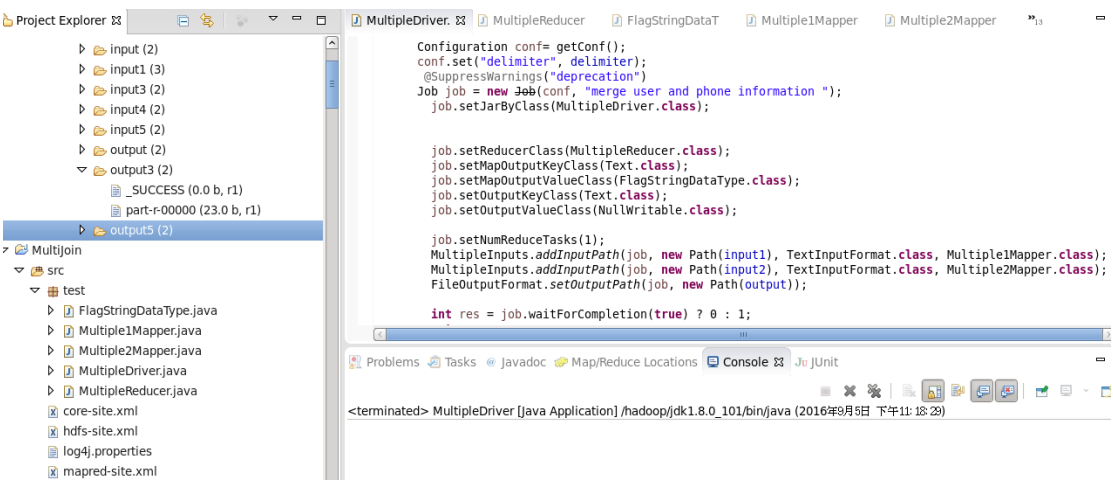 Project Explorer
input (2)
input1 (3)
input3 (2)
input4 (2)
input5 (2)
output (2)
output3 (2)
_SUCCESS (0.0 b, r1)
part-r-00000 (23.0 b, r1)
output5 (2)
MultiJoin
src
test
FlagStringDataType.java
Multiple1Mapper.java
Multiple2Mapper.java
MultipleDriver.java
MultipleReducer.java
core-site.xml
hdfs-site.xml
log4j.properties
mapred-site.xml
MultipleDriver. MultipleReducer FlagStringDataT Multiple1Mapper Multiple2Mapper »13
Configuration conf= getConf();
conf.set("delimiter", delimiter);
@SuppressWarnings("deprecation")
Job job = new Job(conf, "merge user and phone information ");
job.setJarByClass(MultipleDriver.class);
job.setReducerClass(MultipleReducer.class);
job.setMapOutputKeyClass(Text.class);
job.setMapOutputValueClass(FlagStringDataType.class);
job.setOutputKeyClass(Text.class);
job.setOutputValueClass(NullWritable.class);
job.setNumReduceTasks(1);
MultipleInputs.addInputPath(job, new Path(input1), TextInputFormat.class, Multiple1Mapper.class);
MultipleInputs.addInputPath(job, new Path(input2), TextInputFormat.class, Multiple2Mapper.class);
FileOutputFormat.setOutputPath(job, new Path(output));
int res = job.waitForCompletion(true) ? 0 : 1;
Problems Tasks @ Javadoc Map/Reduce Locations Console Ju JUnit
<terminated> MultipleDriver [Java Application] /hadoop/jdk1.8.0_101/bin/java (2016年9月5日 下午11:18:29)